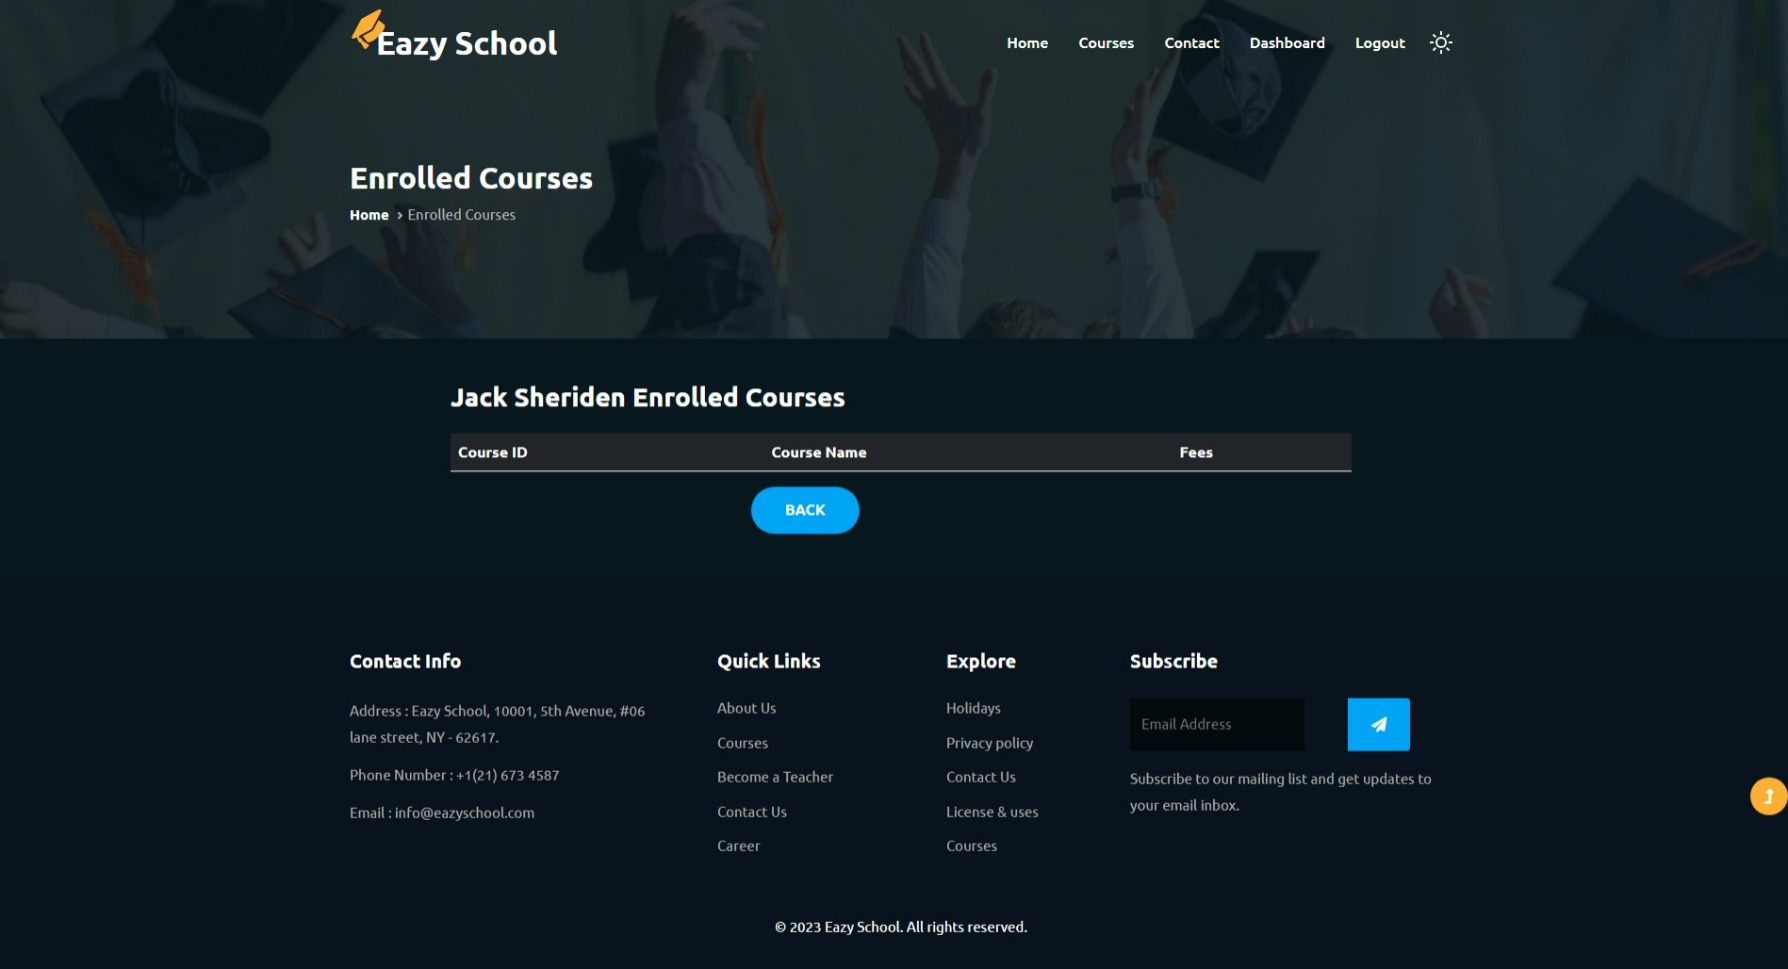 Eazy School
Home Courses Contact Dashboard Logout
Enrolled Courses
Home > Enrolled Courses
Jack Sheriden Enrolled Courses
Course ID Course Name Fees
BACK
Contact Info
Address : Eazy School, 10001, 5th Avenue, #06
lane street, NY - 62617.
Phone Number : +1(21) 673 4587
Email : info@eazyschool.com
Quick Links
About Us
Courses
Become a Teacher
Contact Us
Career
Explore
Holidays
Privacy policy
Contact Us
License & uses
Courses
Subscribe
Email Address
Subscribe to our mailing list and get updates to
your email inbox.
© 2023 Eazy School. All rights reserved.